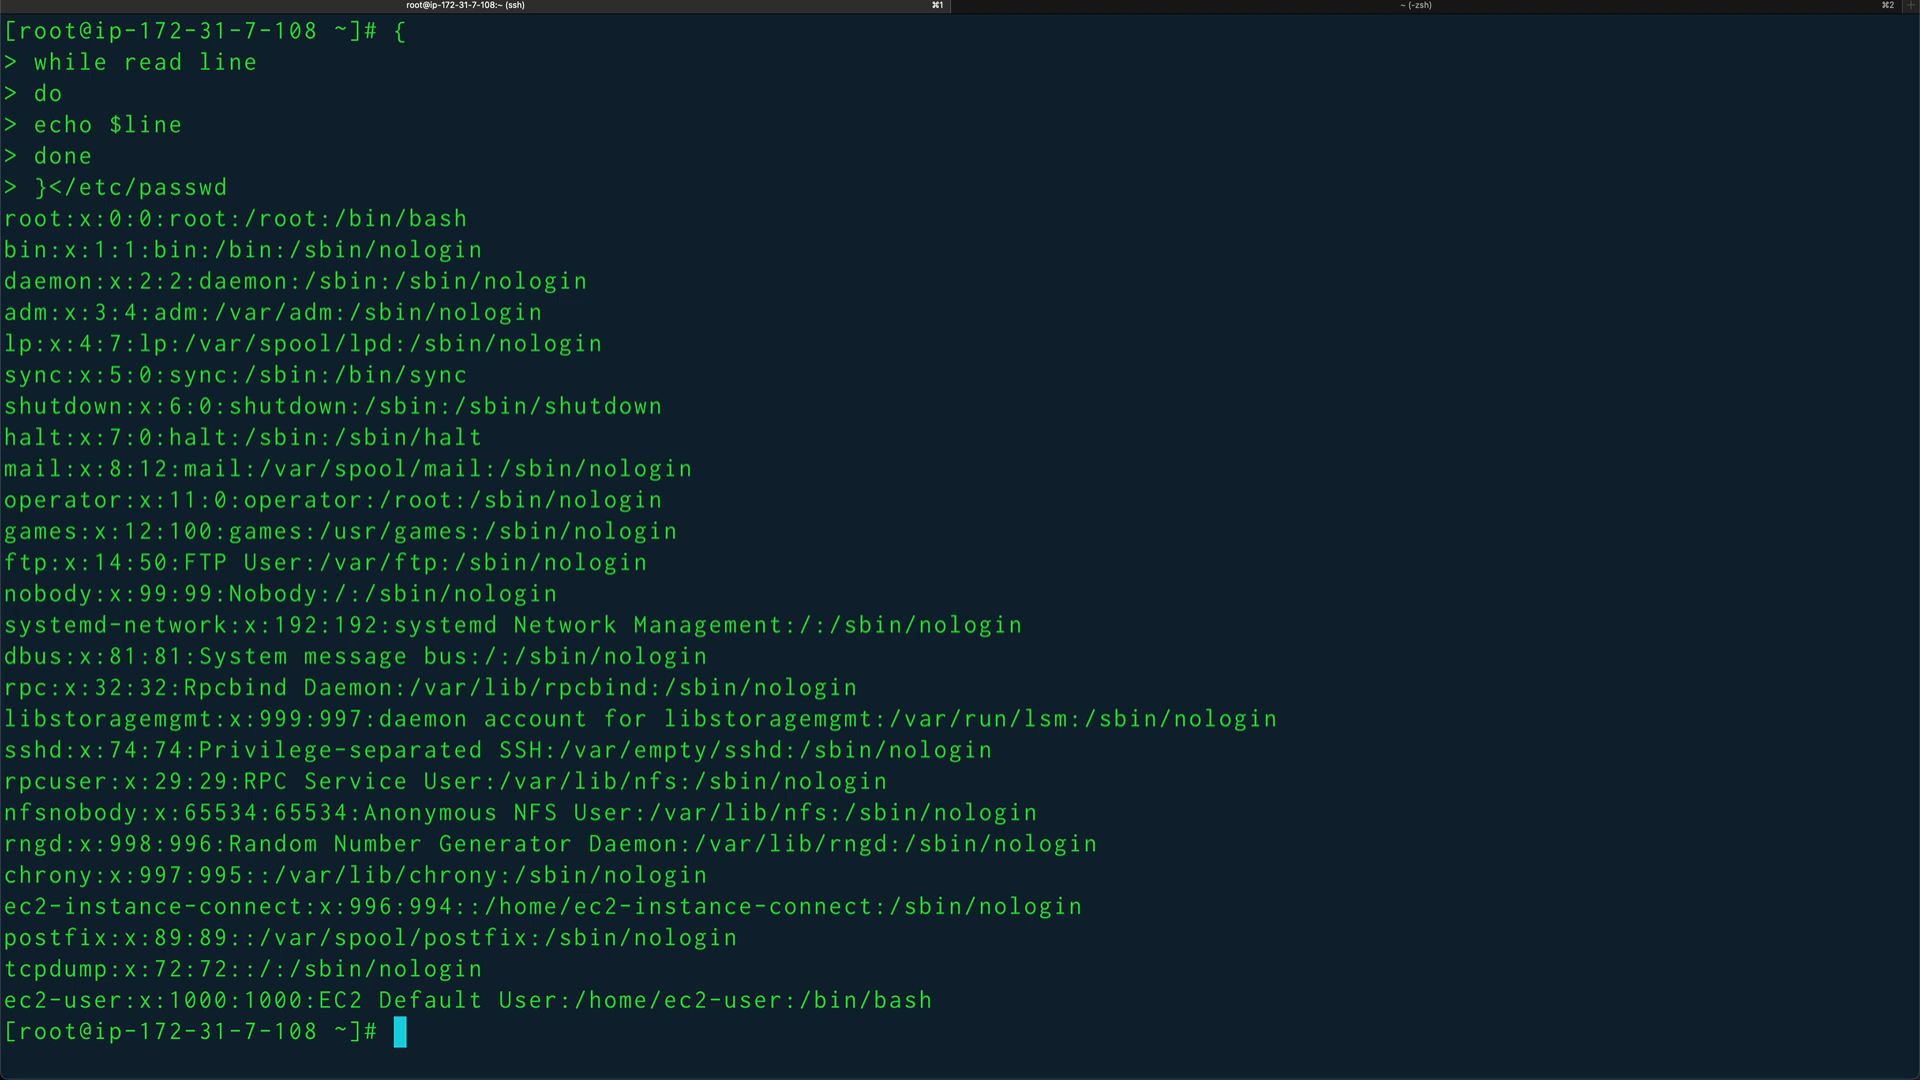 root@ip-172-31-7-108:~ (ssh) ⌘1 ~ (-zsh) ⌘2 +
[root@ip-172-31-7-108 ~]# {
> while read line
> do
> echo $line
> done
> }</etc/passwd
root:x:0:0:root:/root:/bin/bash
bin:x:1:1:bin:/bin:/sbin/nologin
daemon:x:2:2:daemon:/sbin:/sbin/nologin
adm:x:3:4:adm:/var/adm:/sbin/nologin
lp:x:4:7:lp:/var/spool/lpd:/sbin/nologin
sync:x:5:0:sync:/sbin:/bin/sync
shutdown:x:6:0:shutdown:/sbin:/sbin/shutdown
halt:x:7:0:halt:/sbin:/sbin/halt
mail:x:8:12:mail:/var/spool/mail:/sbin/nologin
operator:x:11:0:operator:/root:/sbin/nologin
games:x:12:100:games:/usr/games:/sbin/nologin
ftp:x:14:50:FTP User:/var/ftp:/sbin/nologin
nobody:x:99:99:Nobody:/:/sbin/nologin
systemd-network:x:192:192:systemd Network Management:/:/sbin/nologin
dbus:x:81:81:System message bus:/:/sbin/nologin
rpc:x:32:32:Rpcbind Daemon:/var/lib/rpcbind:/sbin/nologin
libstoragemgmt:x:999:997:daemon account for libstoragemgmt:/var/run/lsm:/sbin/nologin
sshd:x:74:74:Privilege-separated SSH:/var/empty/sshd:/sbin/nologin
rpcuser:x:29:29:RPC Service User:/var/lib/nfs:/sbin/nologin
nfsnobody:x:65534:65534:Anonymous NFS User:/var/lib/nfs:/sbin/nologin
rngd:x:998:996:Random Number Generator Daemon:/var/lib/rngd:/sbin/nologin
chrony:x:997:995::/var/lib/chrony:/sbin/nologin
ec2-instance-connect:x:996:994::/home/ec2-instance-connect:/sbin/nologin
postfix:x:89:89::/var/spool/postfix:/sbin/nologin
tcpdump:x:72:72::/:/sbin/nologin
ec2-user:x:1000:1000:EC2 Default User:/home/ec2-user:/bin/bash
[root@ip-172-31-7-108 ~]#